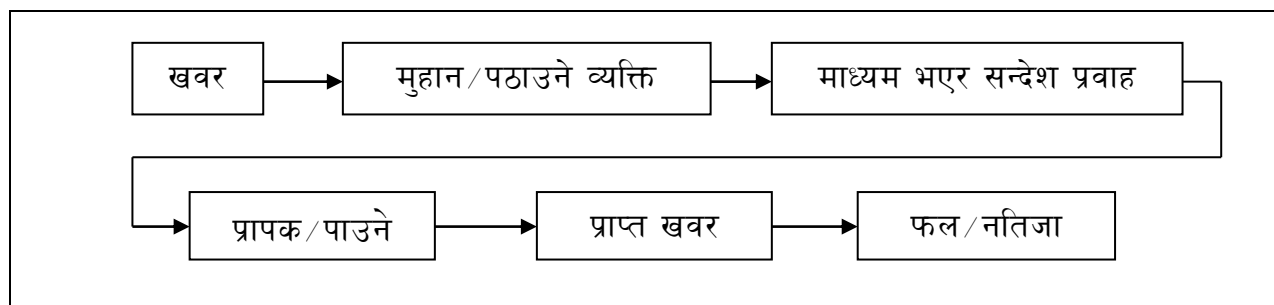 खवर मुहान/पठाउने व्यक्ति माध्यम भएर सन्देश प्रवाह
प्रापक/पाउने प्राप्त खवर फल/नतिजा